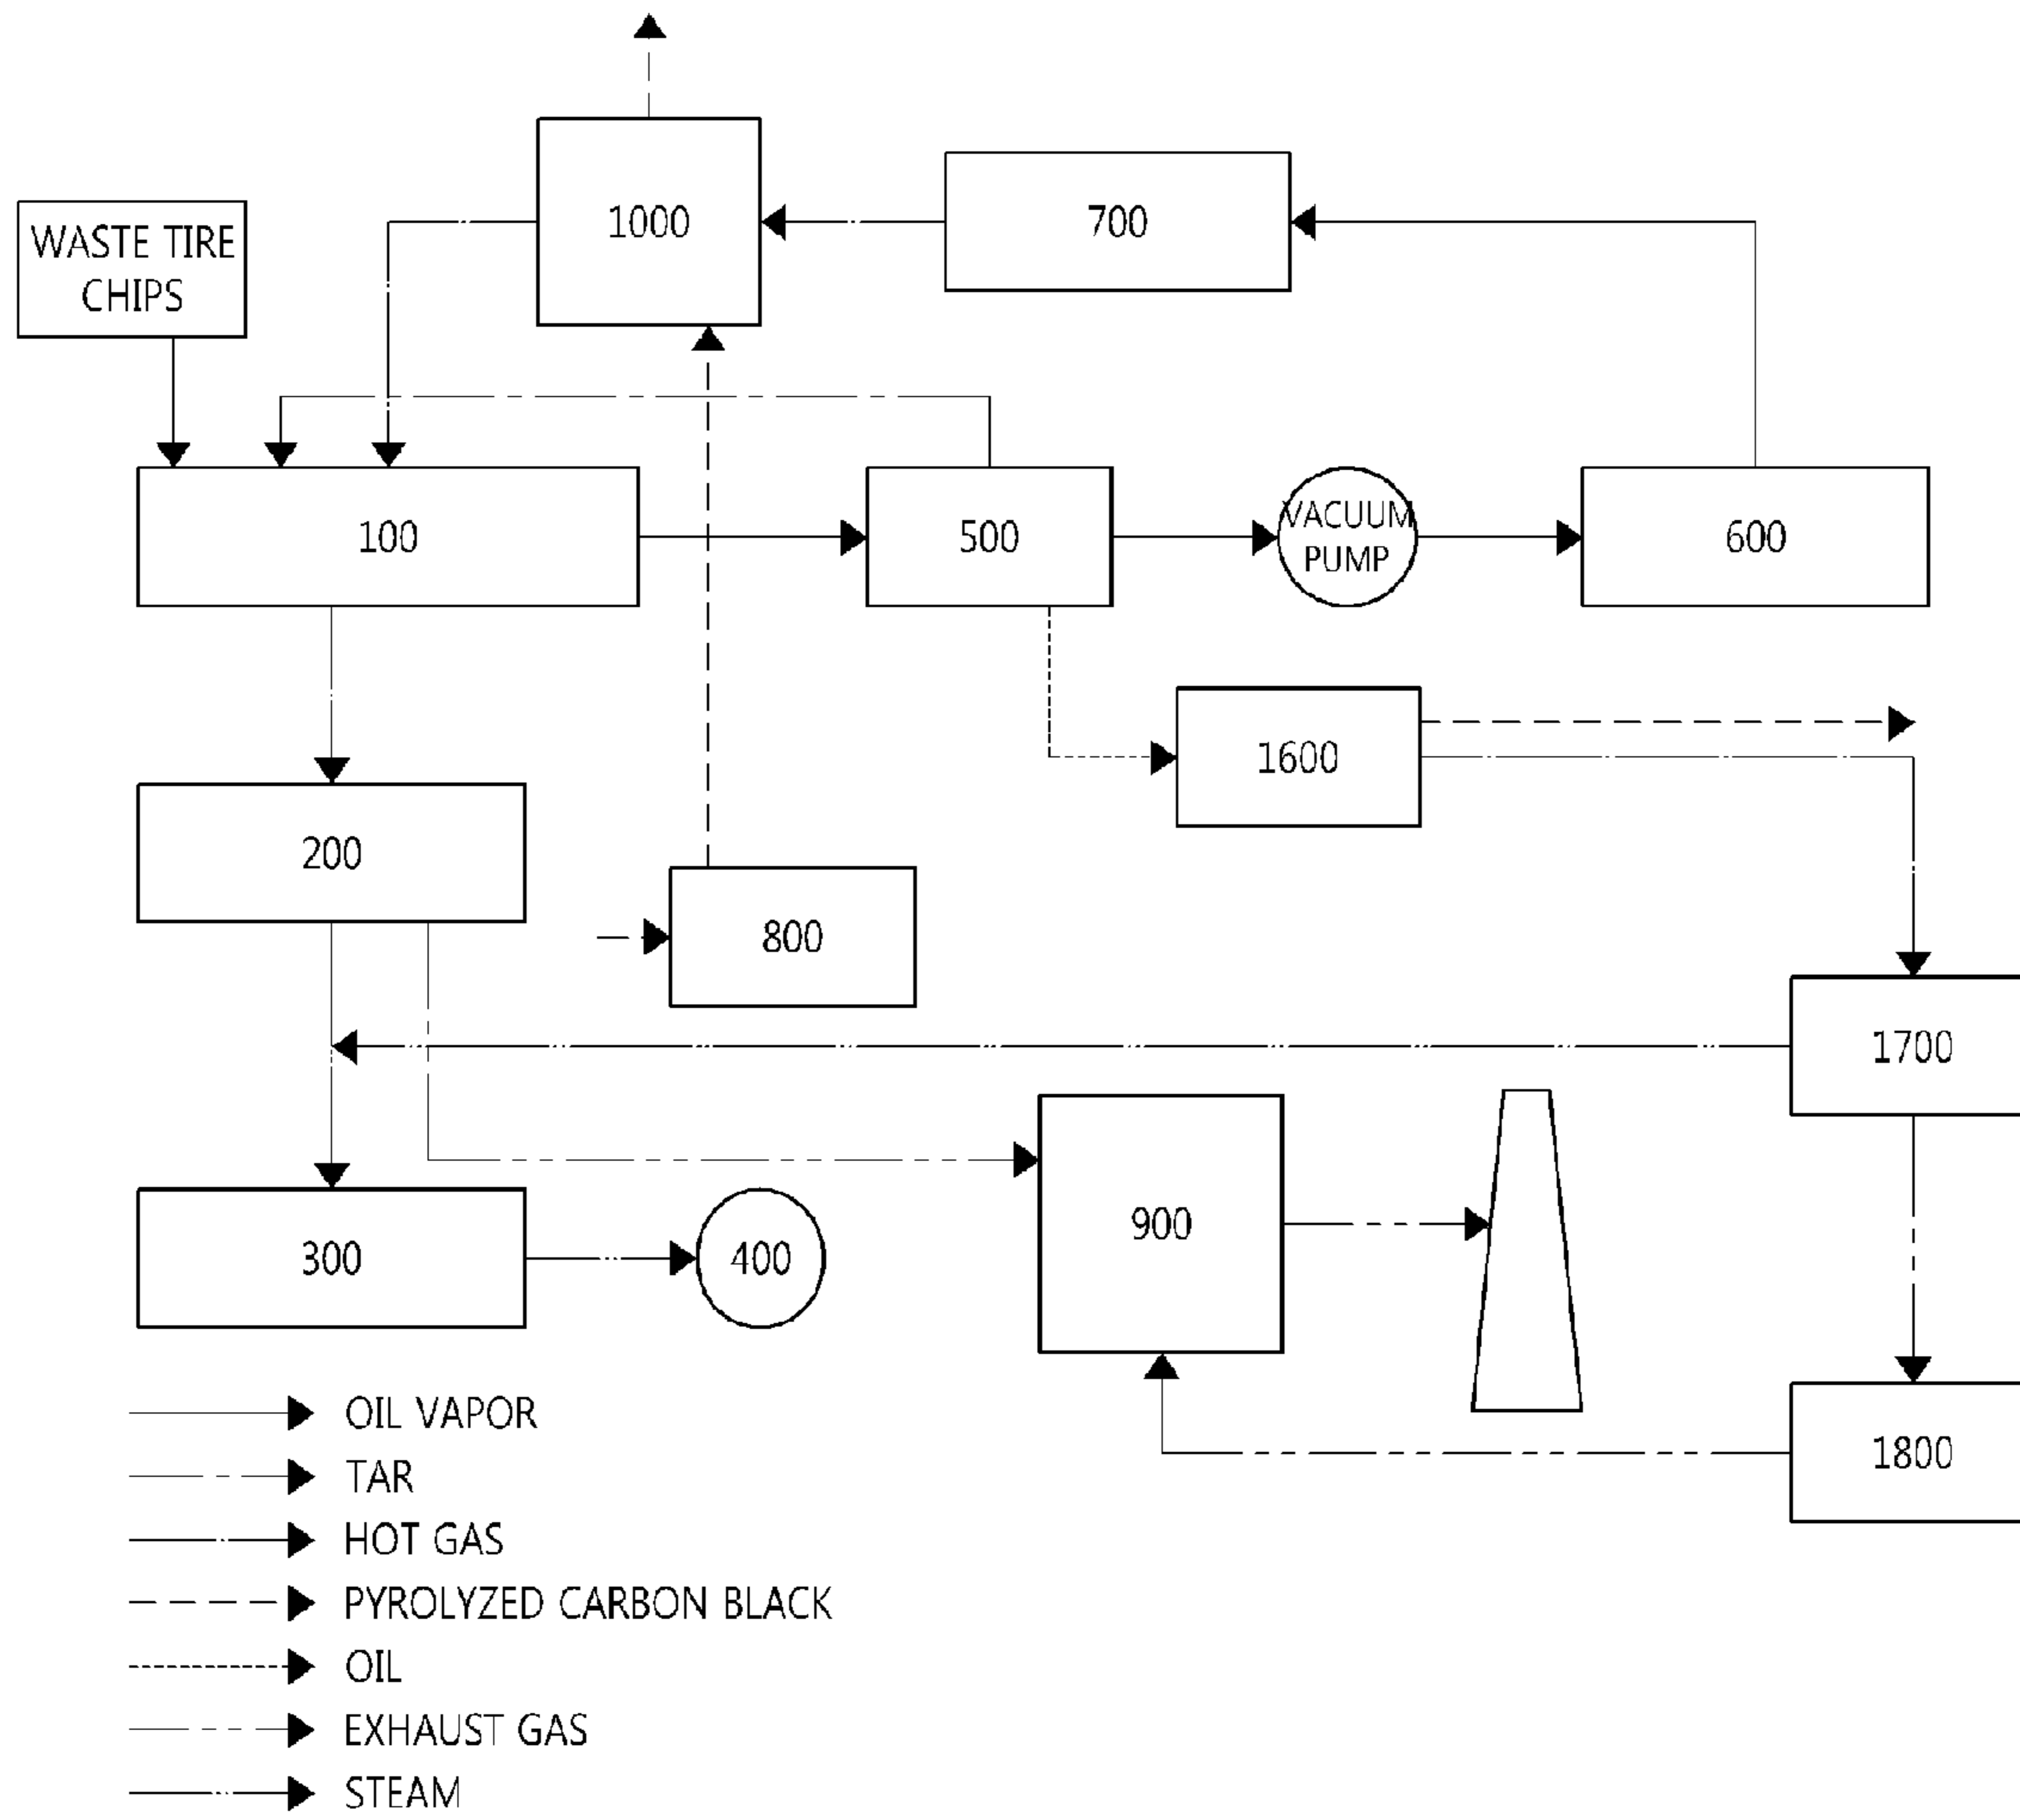 1000
700
WASTE TIRE
CHIPS
100
500
VACUUM
PUMP
600
1600
200
800
1700
900
300
400
1800
OIL VAPOR
TAR
HOT GAS
PYROLYZED CARBON BLACK
OIL
EXHAUST GAS
STEAM